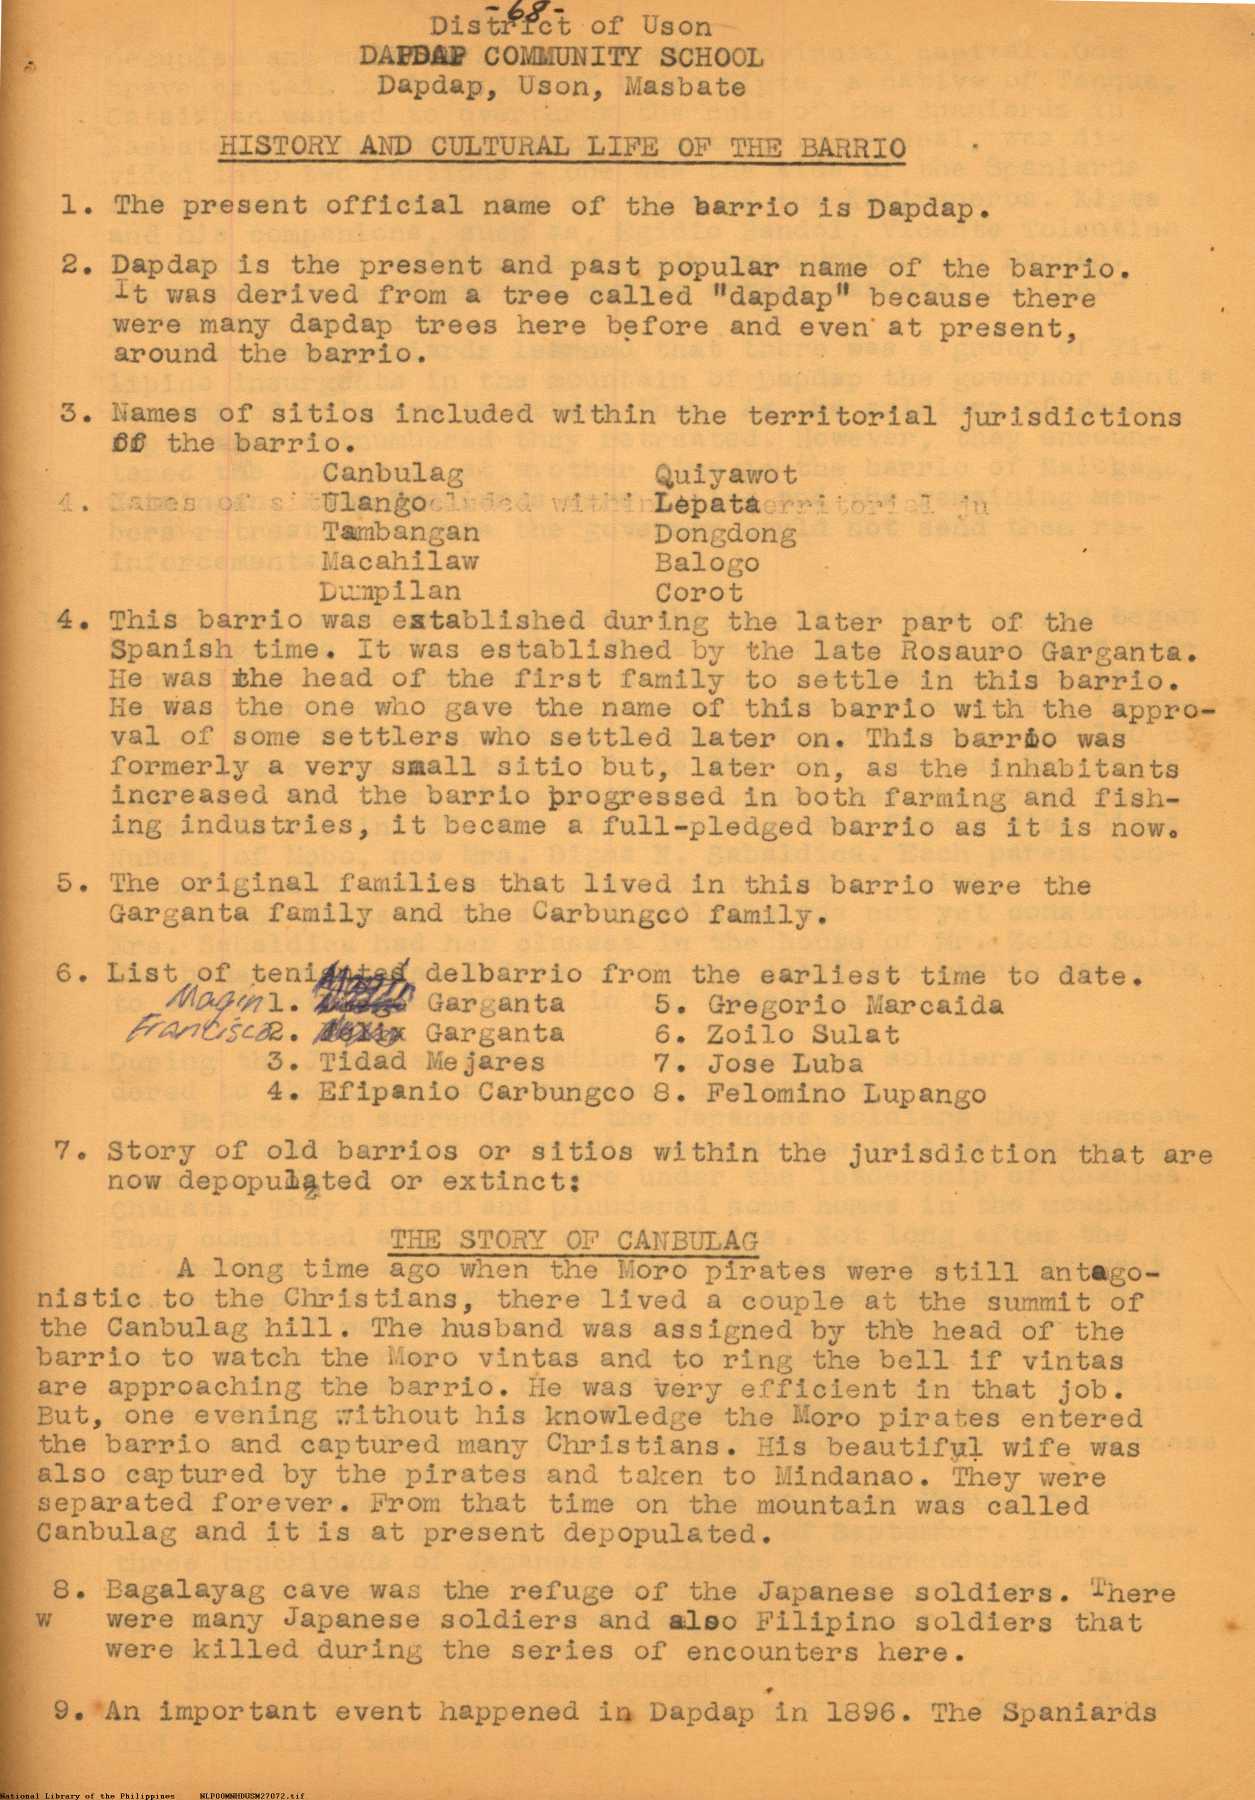 -68-
District of Uson
DAPDAP COMMUNITY SCHOOL
Dapdap, Uson, Masbate
HISTORY AND CULTURAL LIFE OF THE BARRIO
1. The present official name of the barrio is Dapdap.
2. Dapdap is the present and past popular name of the barrio.
It was derived from a tree called "dapdap" because there
were many dapdap trees here before and even at present,
around the barrio.
3. Names of sitios included within the territorial jurisdictions
of the barrio.
Canbulag Quiyawot
Ulango Lepata
Tambangan Dongdong
Macahilaw Balogo
Dumpilan Corot
4. This barrio was established during the later part of the
Spanish time. It was established by the late Rosauro Garganta.
He was the head of the first family to settle in this barrio.
He was the one who gave the name of this barrio with the appro-
val of some settlers who settled later on. This barrio was
formerly a very small sitio but, later on, as the inhabitants
increased and the barrio progressed in both farming and fish-
ing industries, it became a full-pledged barrio as it is now.
5. The original families that lived in this barrio were the
Garganta family and the Carbungco family.
6. List of tenientes delbarrio from the earliest time to date.
Magin 1. Garganta 5. Gregorio Marcaida
Francisco 2. Garganta 6. Zoilo Sulat
3. Tidad Mejares 7. Jose Luba
4. Efipanio Carbungco 8. Felomino Lupango
7. Story of old barrios or sitios within the jurisdiction that are
now depopulated or extinct:
THE STORY OF CANBULAG
A long time ago when the Moro pirates were still antago-
nistic to the Christians, there lived a couple at the summit of
the Canbulag hill. The husband was assigned by the head of the
barrio to watch the Moro vintas and to ring the bell if vintas
are approaching the barrio. He was very efficient in that job.
But, one evening without his knowledge the Moro pirates entered
the barrio and captured many Christians. His beautiful wife was
also captured by the pirates and taken to Mindanao. They were
separated forever. From that time on the mountain was called
Canbulag and it is at present depopulated.
8. Bagalayag cave was the refuge of the Japanese soldiers. There
w were many Japanese soldiers and also Filipino soldiers that
were killed during the series of encounters here.
9. An important event happened in Dapdap in 1896. The Spaniards
National Library of the Philippines NLPOOMNHDUSM27072.tif